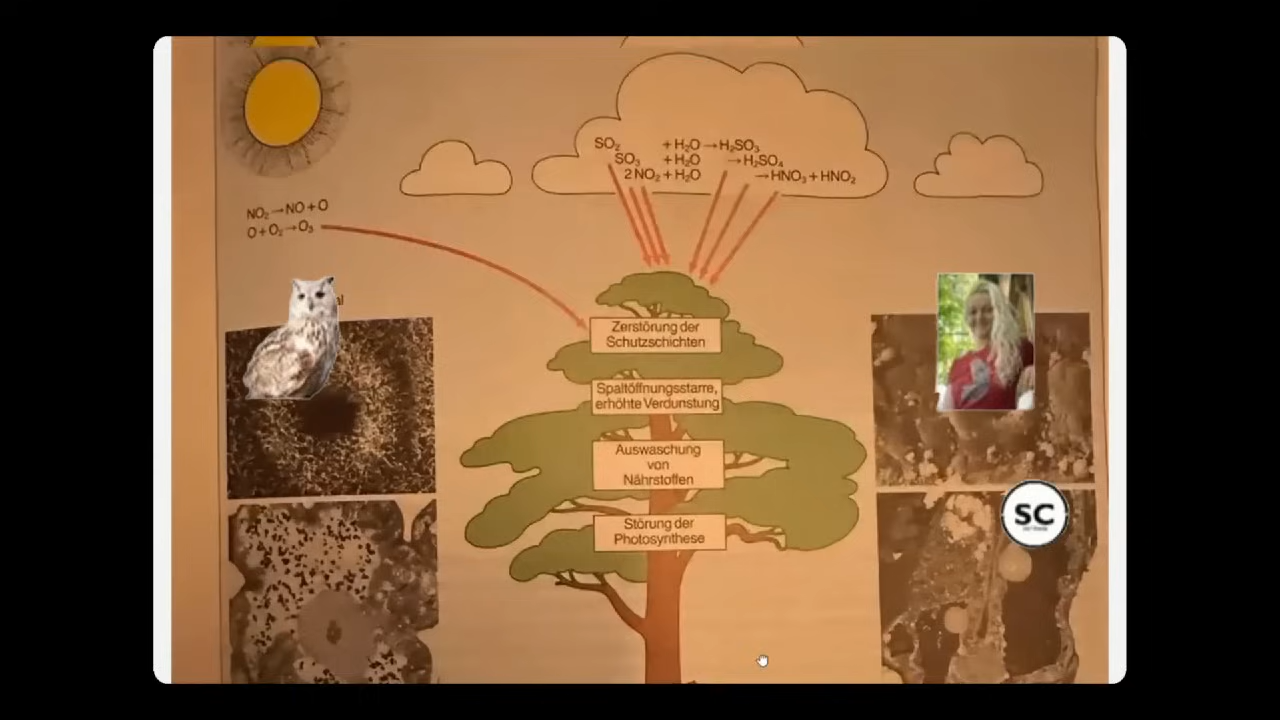 SO₂ + H₂O → H₂SO₃
SO₃ + H₂O → H₂SO₄
2 NO₂ + H₂O → HNO₃ + HNO₂
NO₂ → NO + O
O + O₂ → O₃
Zerstörung der
Schutzschichten
Spaltöffnungsstarre,
erhöhte Verdunstung
Auswaschung
von
Nährstoffen
Störung der
Photosynthese
SC